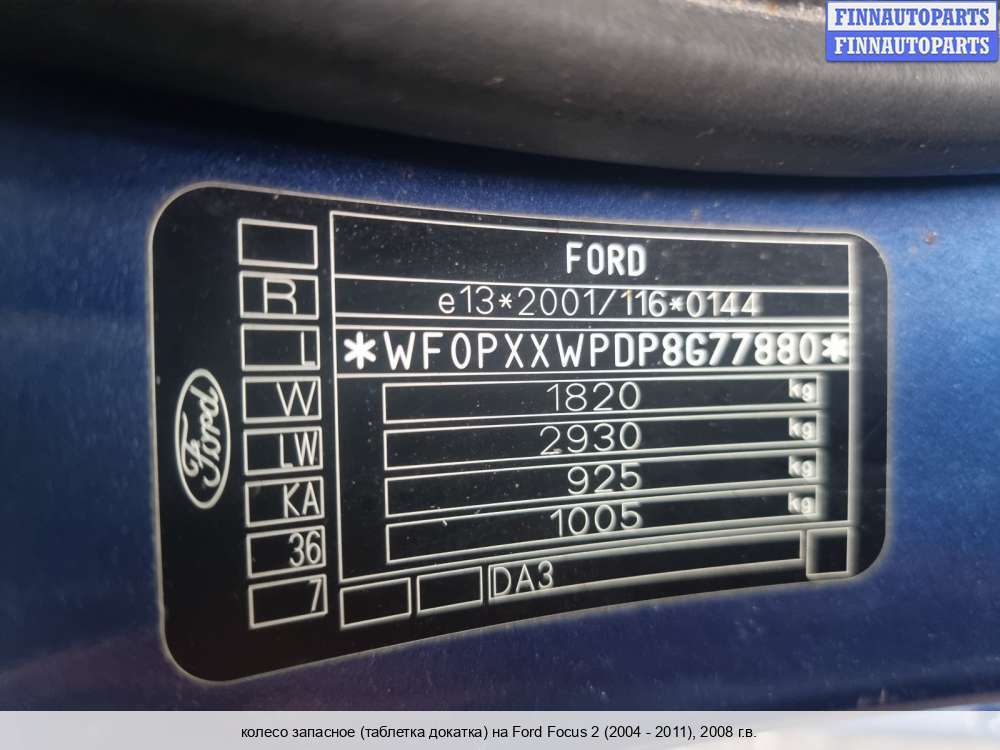 FINNAUTOPARTS
FINNAUTOPARTS
FORD
e13*2001/116*0144
*WF0PXXWPDP8G77880*
1820 kg
2930 kg
925 kg
1005 kg
DA3
R
1
W
LW
KA
36
7
Ford
колесо запасное (таблетка докатка) на Ford Focus 2 (2004 - 2011), 2008 г.в.